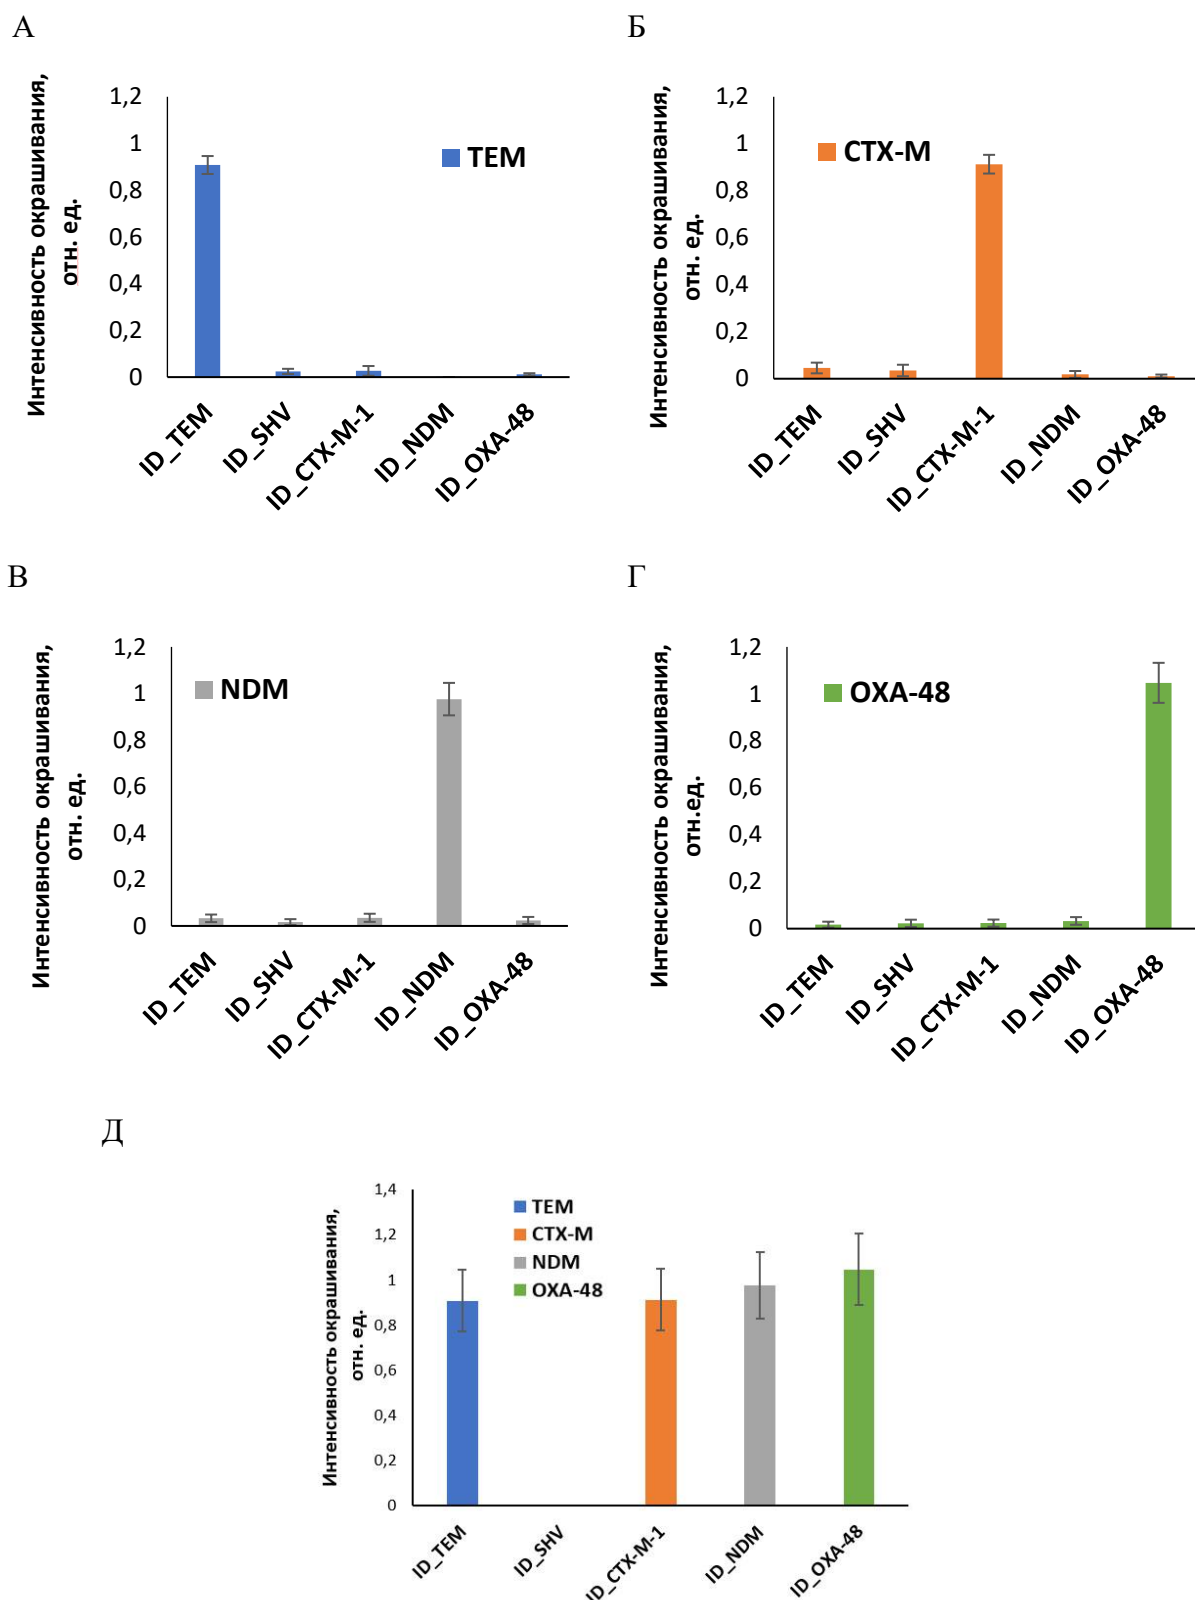 А
Интенсивность окрашивания,
отн. ед.
1,2
1
0,8
0,6
0,4
0,2
0
TEM
ID_TEM
ID_SHV
ID_CTX-M-1
ID_NDM
ID_OXA-48
Б
Интенсивность окрашивания,
отн. ед.
1,2
1
0,8
0,6
0,4
0,2
0
CTX-M
ID_TEM
ID_SHV
ID_CTX-M-1
ID_NDM
ID_OXA-48
В
Интенсивность окрашивания,
отн. ед.
1,2
1
0,8
0,6
0,4
0,2
0
NDM
ID_TEM
ID_SHV
ID_CTX-M-1
ID_NDM
ID_OXA-48
Г
Интенсивность окрашивания,
отн.ед.
1,2
1
0,8
0,6
0,4
0,2
0
OXA-48
ID_TEM
ID_SHV
ID_CTX-M-1
ID_NDM
ID_OXA-48
Д
Интенсивность окрашивания,
отн. ед.
1,4
1,2
1
0,8
0,6
0,4
0,2
0
TEM
CTX-M
NDM
OXA-48
ID_TEM
ID_SHV
ID_CTX-M-1
ID_NDM
ID_OXA-48